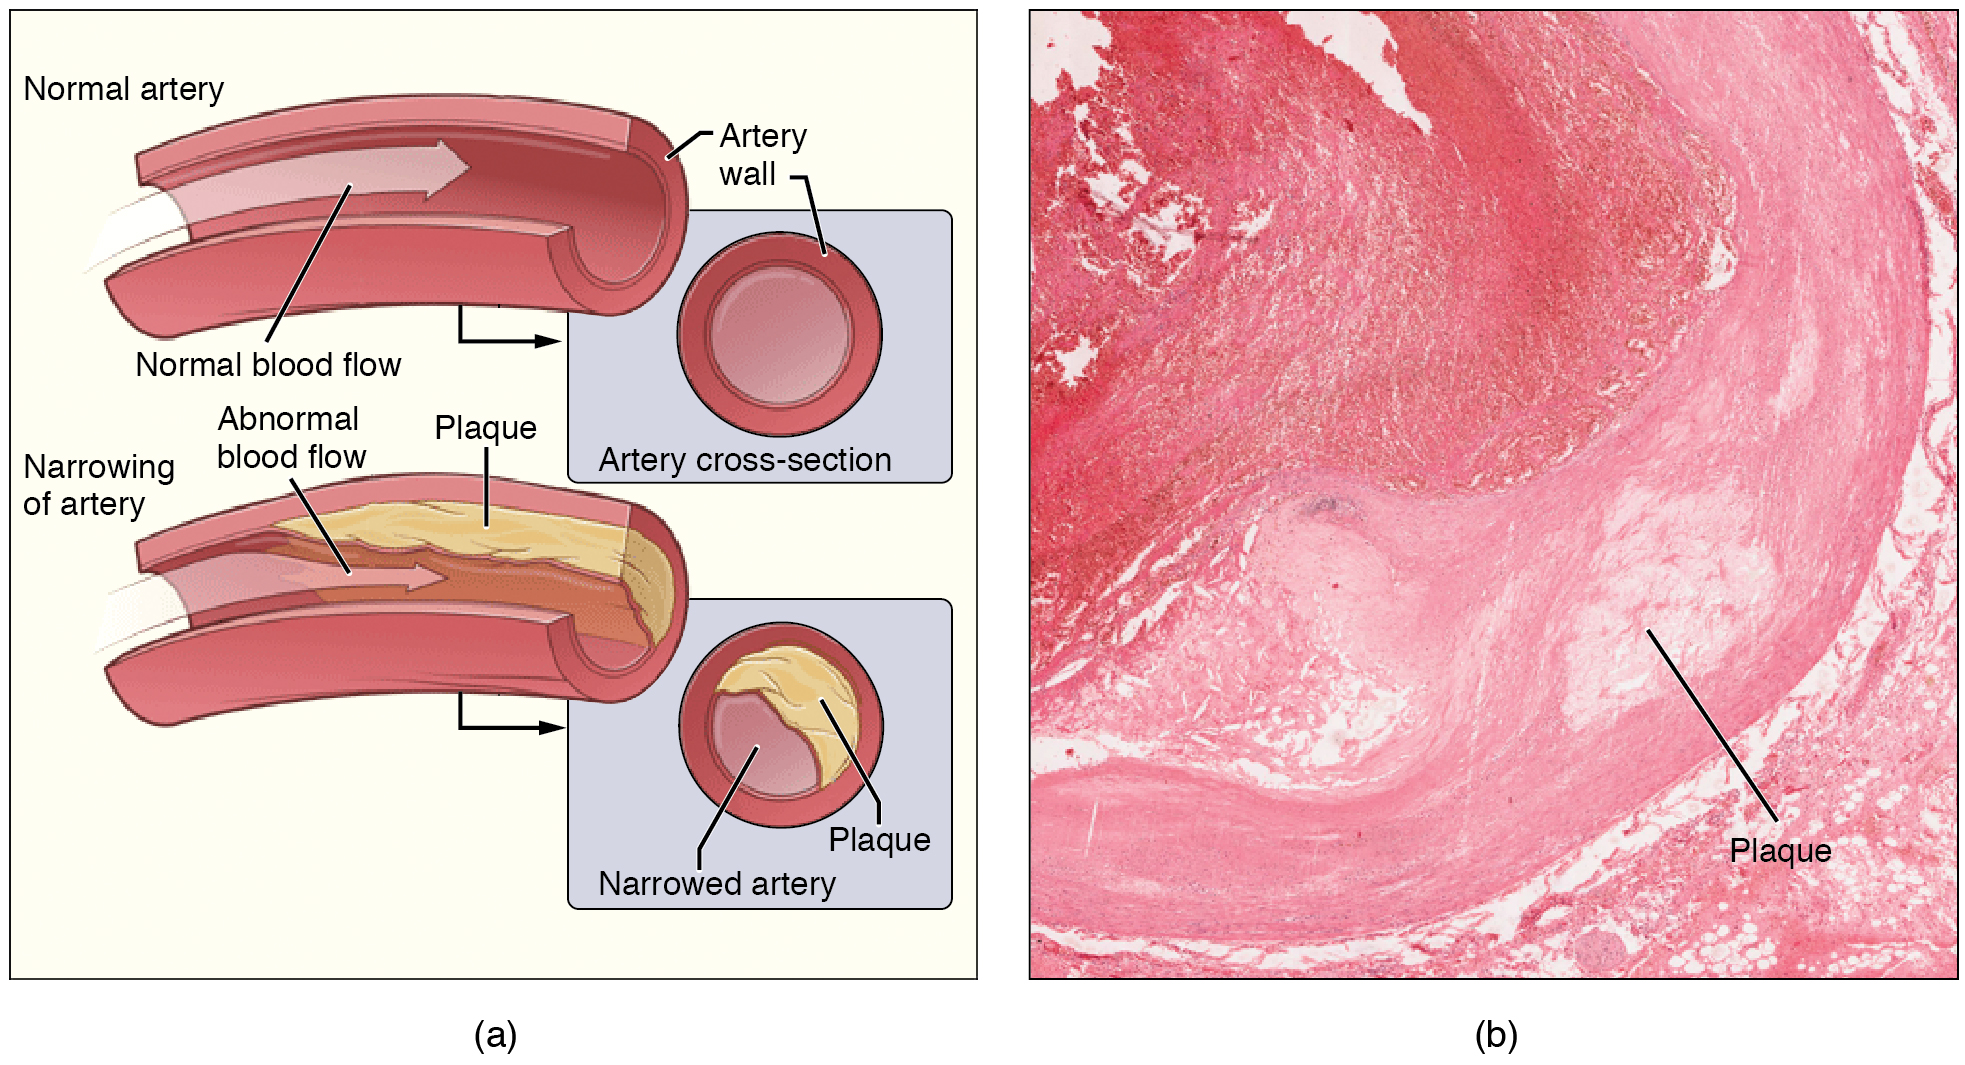 Normal artery
Artery
wall
Normal blood flow
Artery cross-section
Abnormal
blood flow
Plaque
Narrowing
of artery
Plaque
Narrowed artery
(a)
Plaque
(b)